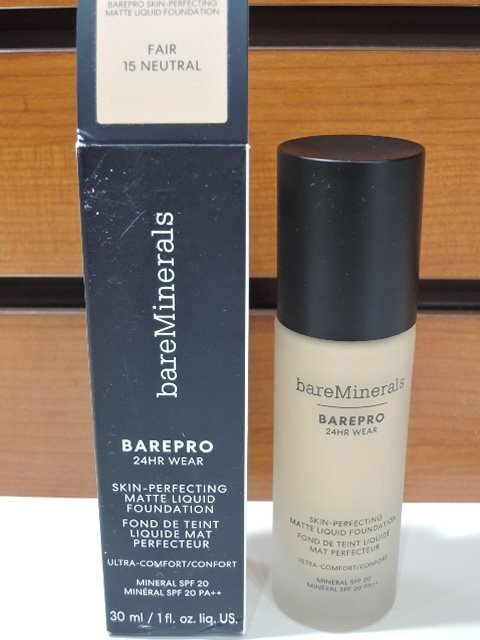 BAREPRO SKIN-PERFECTING
MATTE LIQUID FOUNDATION
FAIR
15 NEUTRAL
bareMinerals
BAREPRO
24HR WEAR
SKIN-PERFECTING
MATTE LIQUID
FOUNDATION
FOND DE TEINT
LIQUIDE MAT
PERFECTEUR
ULTRA-COMFORT/CONFORT
MINERAL SPF 20
MINÉRAL SPF 20 PA++
30 ml / 1 fl. oz. liq. US.
bareMinerals
BAREPRO
24HR WEAR
SKIN-PERFECTING
MATTE LIQUID FOUNDATION
FOND DE TEINT LIQUIDE
MAT PERFECTEUR
ULTRA-COMFORT/CONFORT
MINERAL SPF 20
MINÉRAL SPF 20 PA++